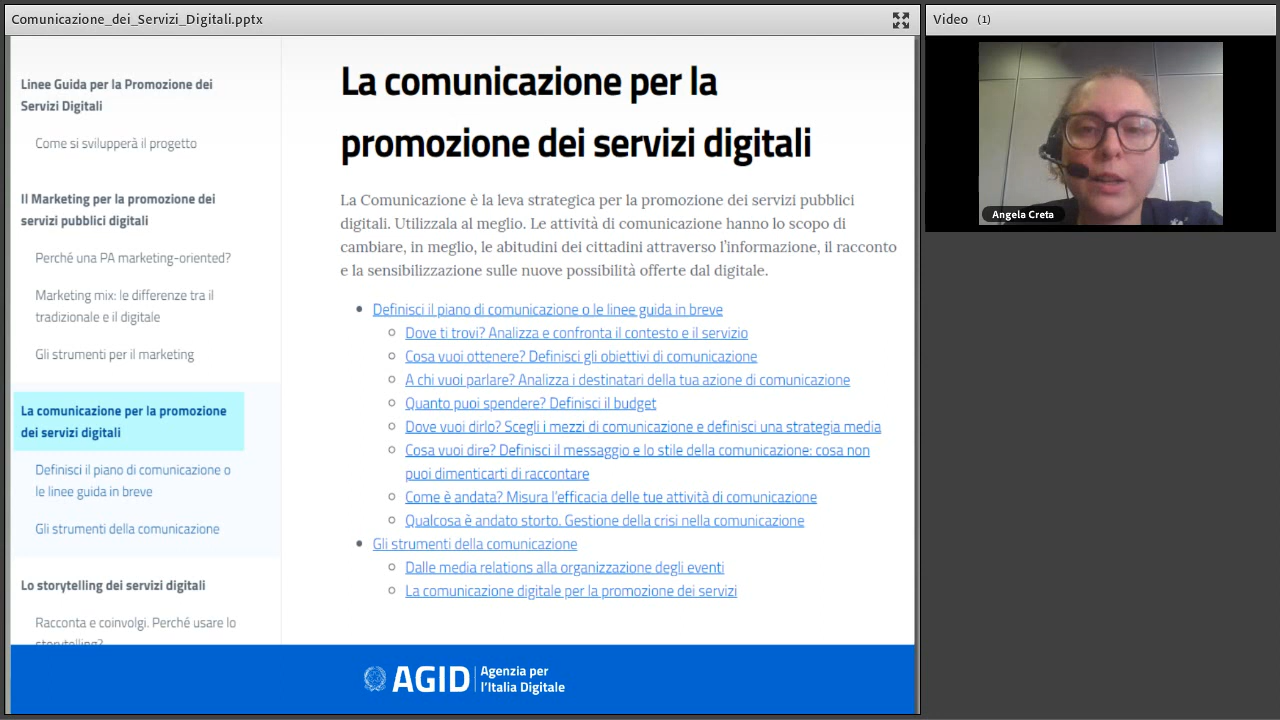 Comunicazione_dei_Servizi_Digitali.pptx
Linee Guida per la Promozione dei
Servizi Digitali
Come si svilupperà il progetto
Il Marketing per la promozione dei
servizi pubblici digitali
Perché una PA marketing-oriented?
Marketing mix: le differenze tra il
tradizionale e il digitale
Gli strumenti per il marketing
La comunicazione per la promozione
dei servizi digitali
Definisci il piano di comunicazione o
le linee guida in breve
Gli strumenti della comunicazione
Lo storytelling dei servizi digitali
Racconta e coinvolgi. Perché usare lo
storytelling?
La comunicazione per la
promozione dei servizi digitali
La Comunicazione è la leva strategica per la promozione dei servizi pubblici
digitali. Utilizzala al meglio. Le attività di comunicazione hanno lo scopo di
cambiare, in meglio, le abitudini dei cittadini attraverso l'informazione, il racconto
e la sensibilizzazione sulle nuove possibilità offerte dal digitale.
Definisci il piano di comunicazione o le linee guida in breve
Dove ti trovi? Analizza e confronta il contesto e il servizio
Cosa vuoi ottenere? Definisci gli obiettivi di comunicazione
A chi vuoi parlare? Analizza i destinatari della tua azione di comunicazione
Quanto puoi spendere? Definisci il budget
Dove vuoi dirlo? Scegli i mezzi di comunicazione e definisci una strategia media
Cosa vuoi dire? Definisci il messaggio e lo stile della comunicazione: cosa non
puoi dimenticarti di raccontare
Come è andata? Misura l'efficacia delle tue attività di comunicazione
Qualcosa è andato storto. Gestione della crisi nella comunicazione
Gli strumenti della comunicazione
Dalle media relations alla organizzazione degli eventi
La comunicazione digitale per la promozione dei servizi
AGID
Agenzia per
l'Italia Digitale
Video (1)
Angela Creta